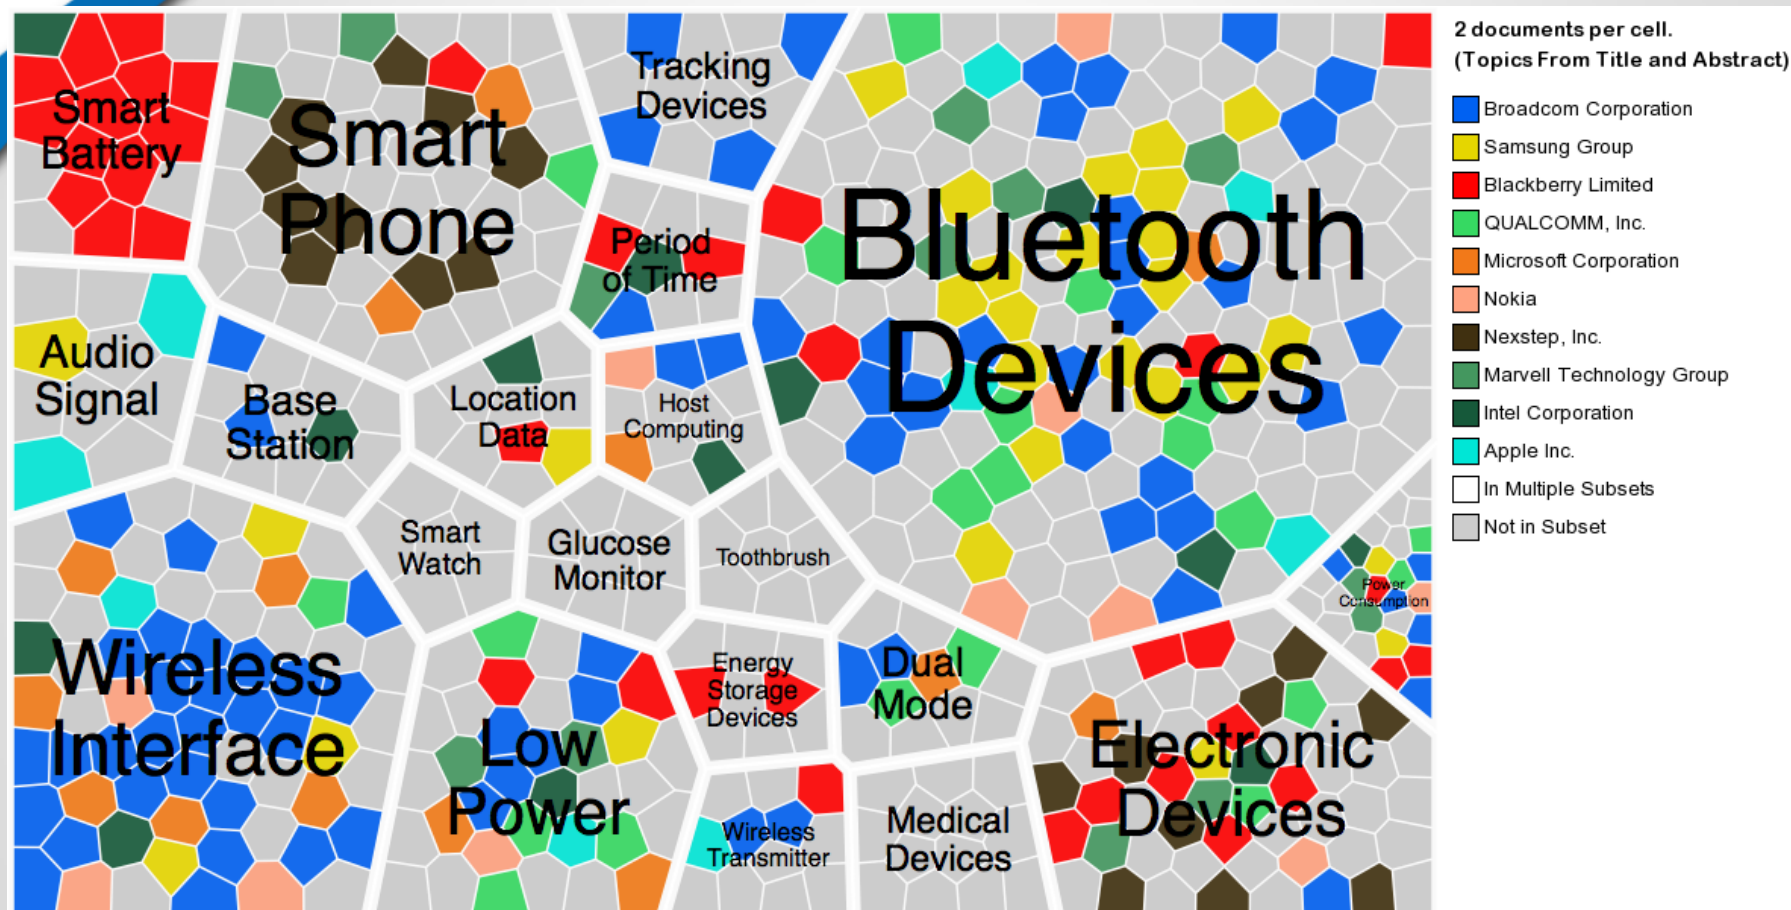 2 documents per cell.
(Topics From Title and Abstract)
Broadcom Corporation
Samsung Group
Blackberry Limited
QUALCOMM, Inc.
Microsoft Corporation
Nokia
Nexstep, Inc.
Marvell Technology Group
Intel Corporation
Apple Inc.
In Multiple Subsets
Not in Subset
Smart
Battery
Smart
Phone
Tracking
Devices
Period
of Time
Bluetooth
Devices
Audio
Signal
Base
Station
Location
Data
Host
Computing
Smart
Watch
Glucose
Monitor
Toothbrush
Power
Consumption
Wireless
Interface
Low
Power
Energy
Storage
Devices
Dual
Mode
Wireless
Transmitter
Medical
Devices
Electronic
Devices